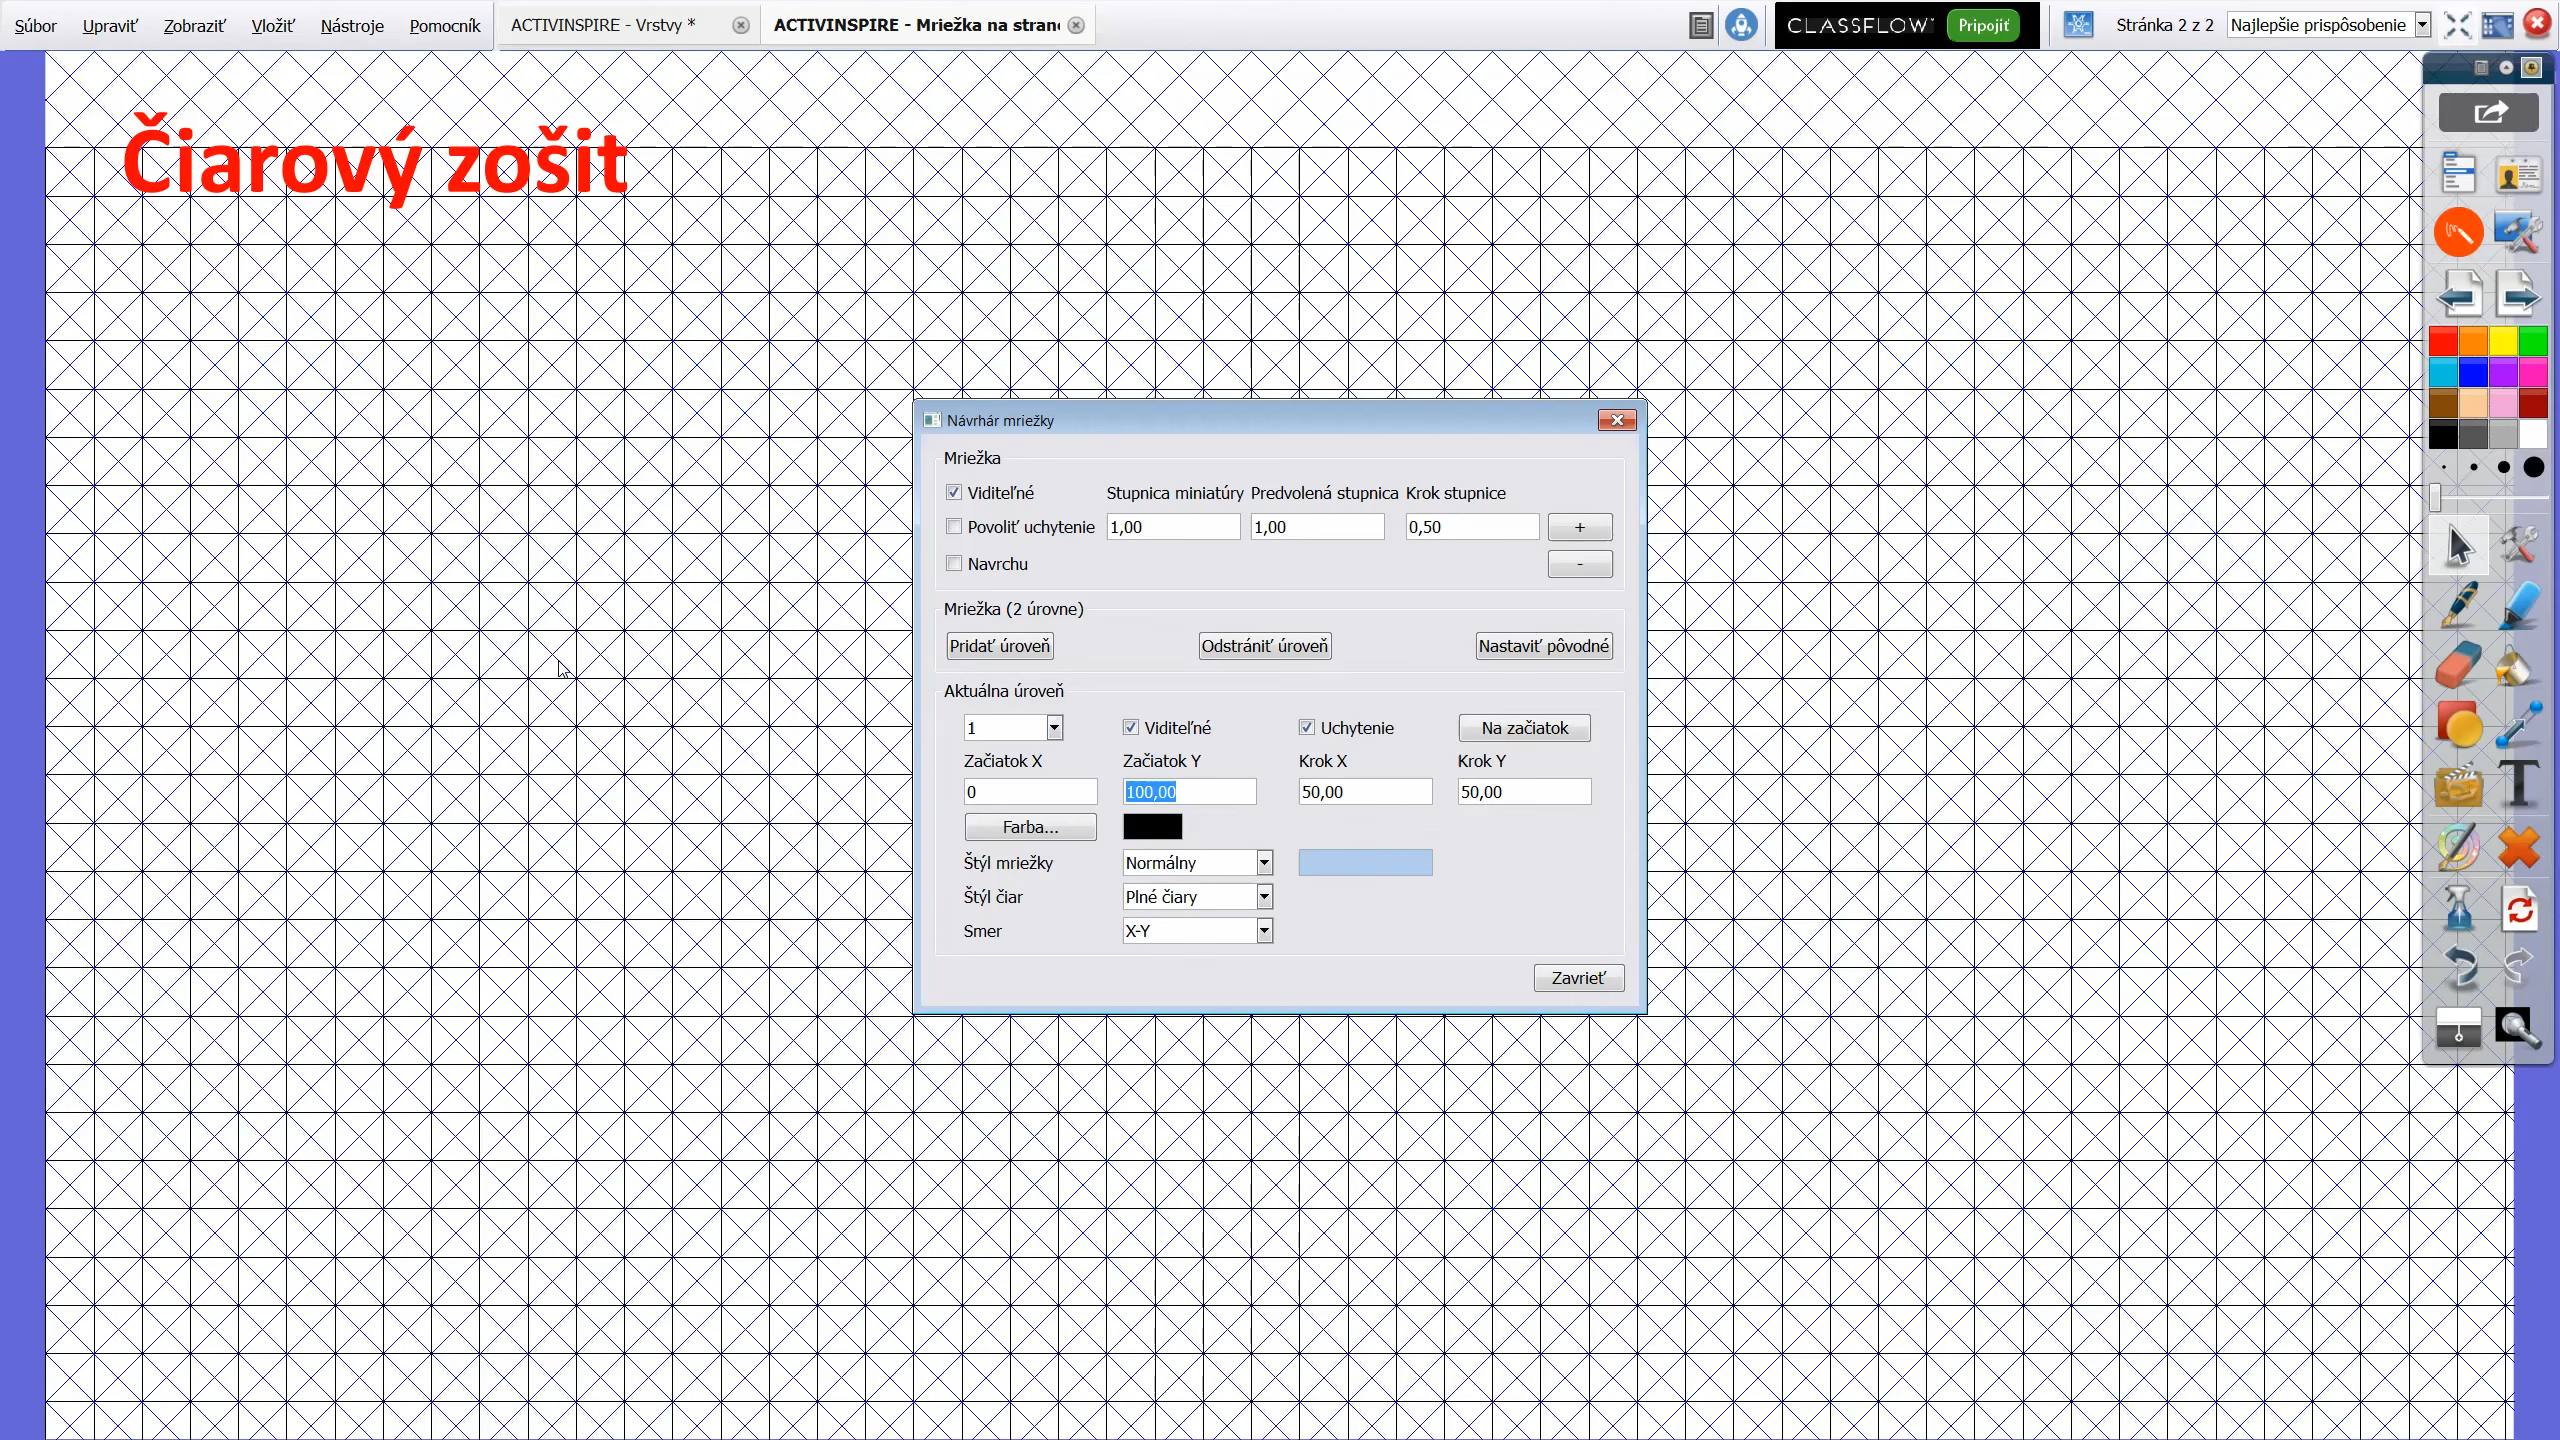 Súbor Upraviť Zobraziť Vložiť Nástroje Pomocník ACTIVINSPIRE - Vrstvy * ACTIVINSPIRE - Mriežka na strane CLASSFLOW Pripojiť Stránka 2 z 2 Najlepšie prispôsobenie
Čiarový zošit
Návrhár mriežky
Mriežka
Viditeľné Stupnica miniatúry Predvolená stupnica Krok stupnice
Povoliť uchytenie 1,00 1,00 0,50 +
Navrchu -
Mriežka (2 úrovne)
Pridať úroveň Odstrániť úroveň Nastaviť pôvodné
Aktuálna úroveň
1 Viditeľné Uchytenie Na začiatok
Začiatok X Začiatok Y Krok X Krok Y
0 100,00 50,00 50,00
Farba...
Štýl mriežky Normálny
Štýl čiar Plné čiary
Smer X-Y
Zavrieť